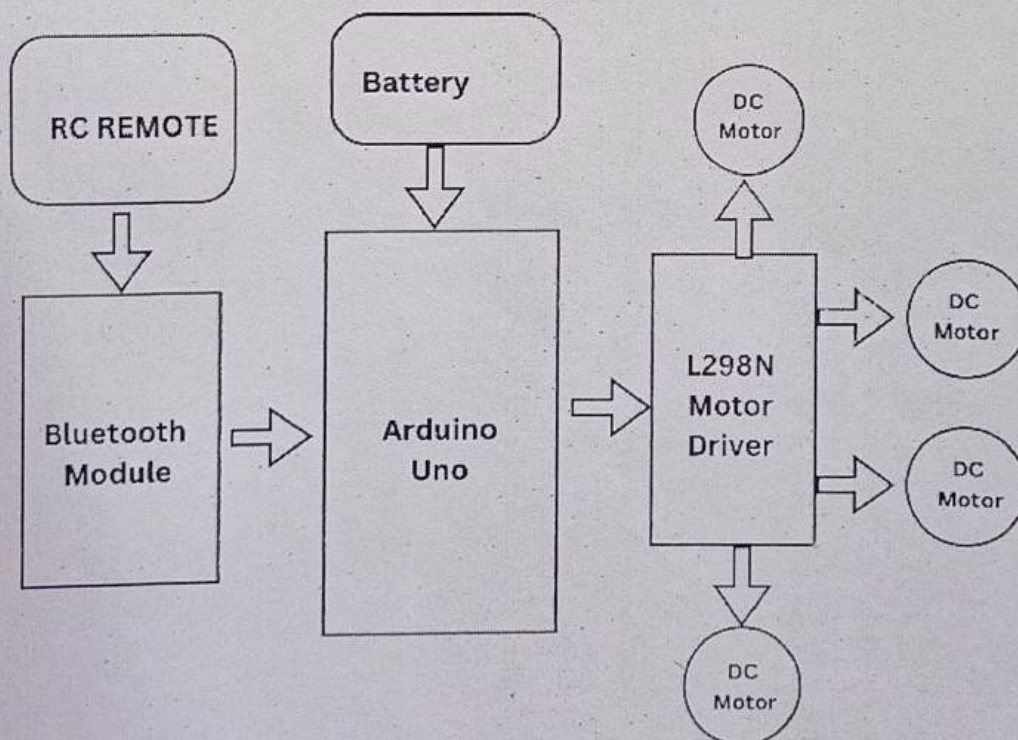 RC REMOTE
Battery
DC
Motor
Bluetooth
Module
Arduino
Uno
L298N
Motor
Driver
DC
Motor
DC
Motor
DC
Motor